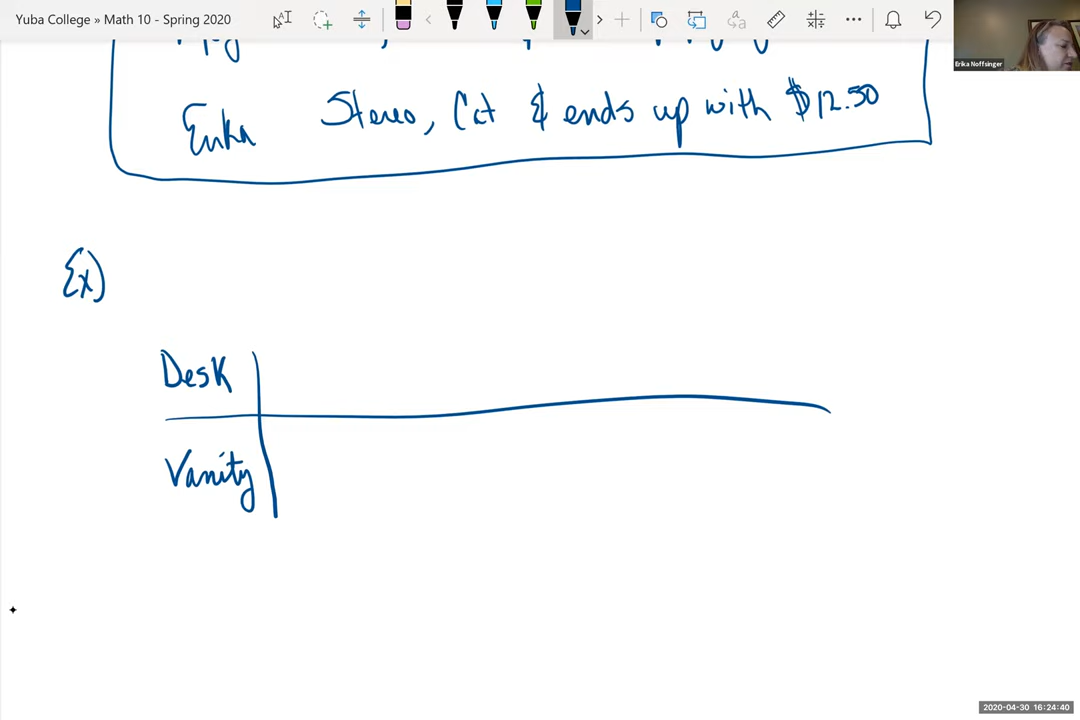 Yuba College » Math 10 - Spring 2020
Erika Noffsinger
Erika Stereo, Cat & ends up with $12.50
Ex)
Desk
Vanity
2020-04-30 16:24:40